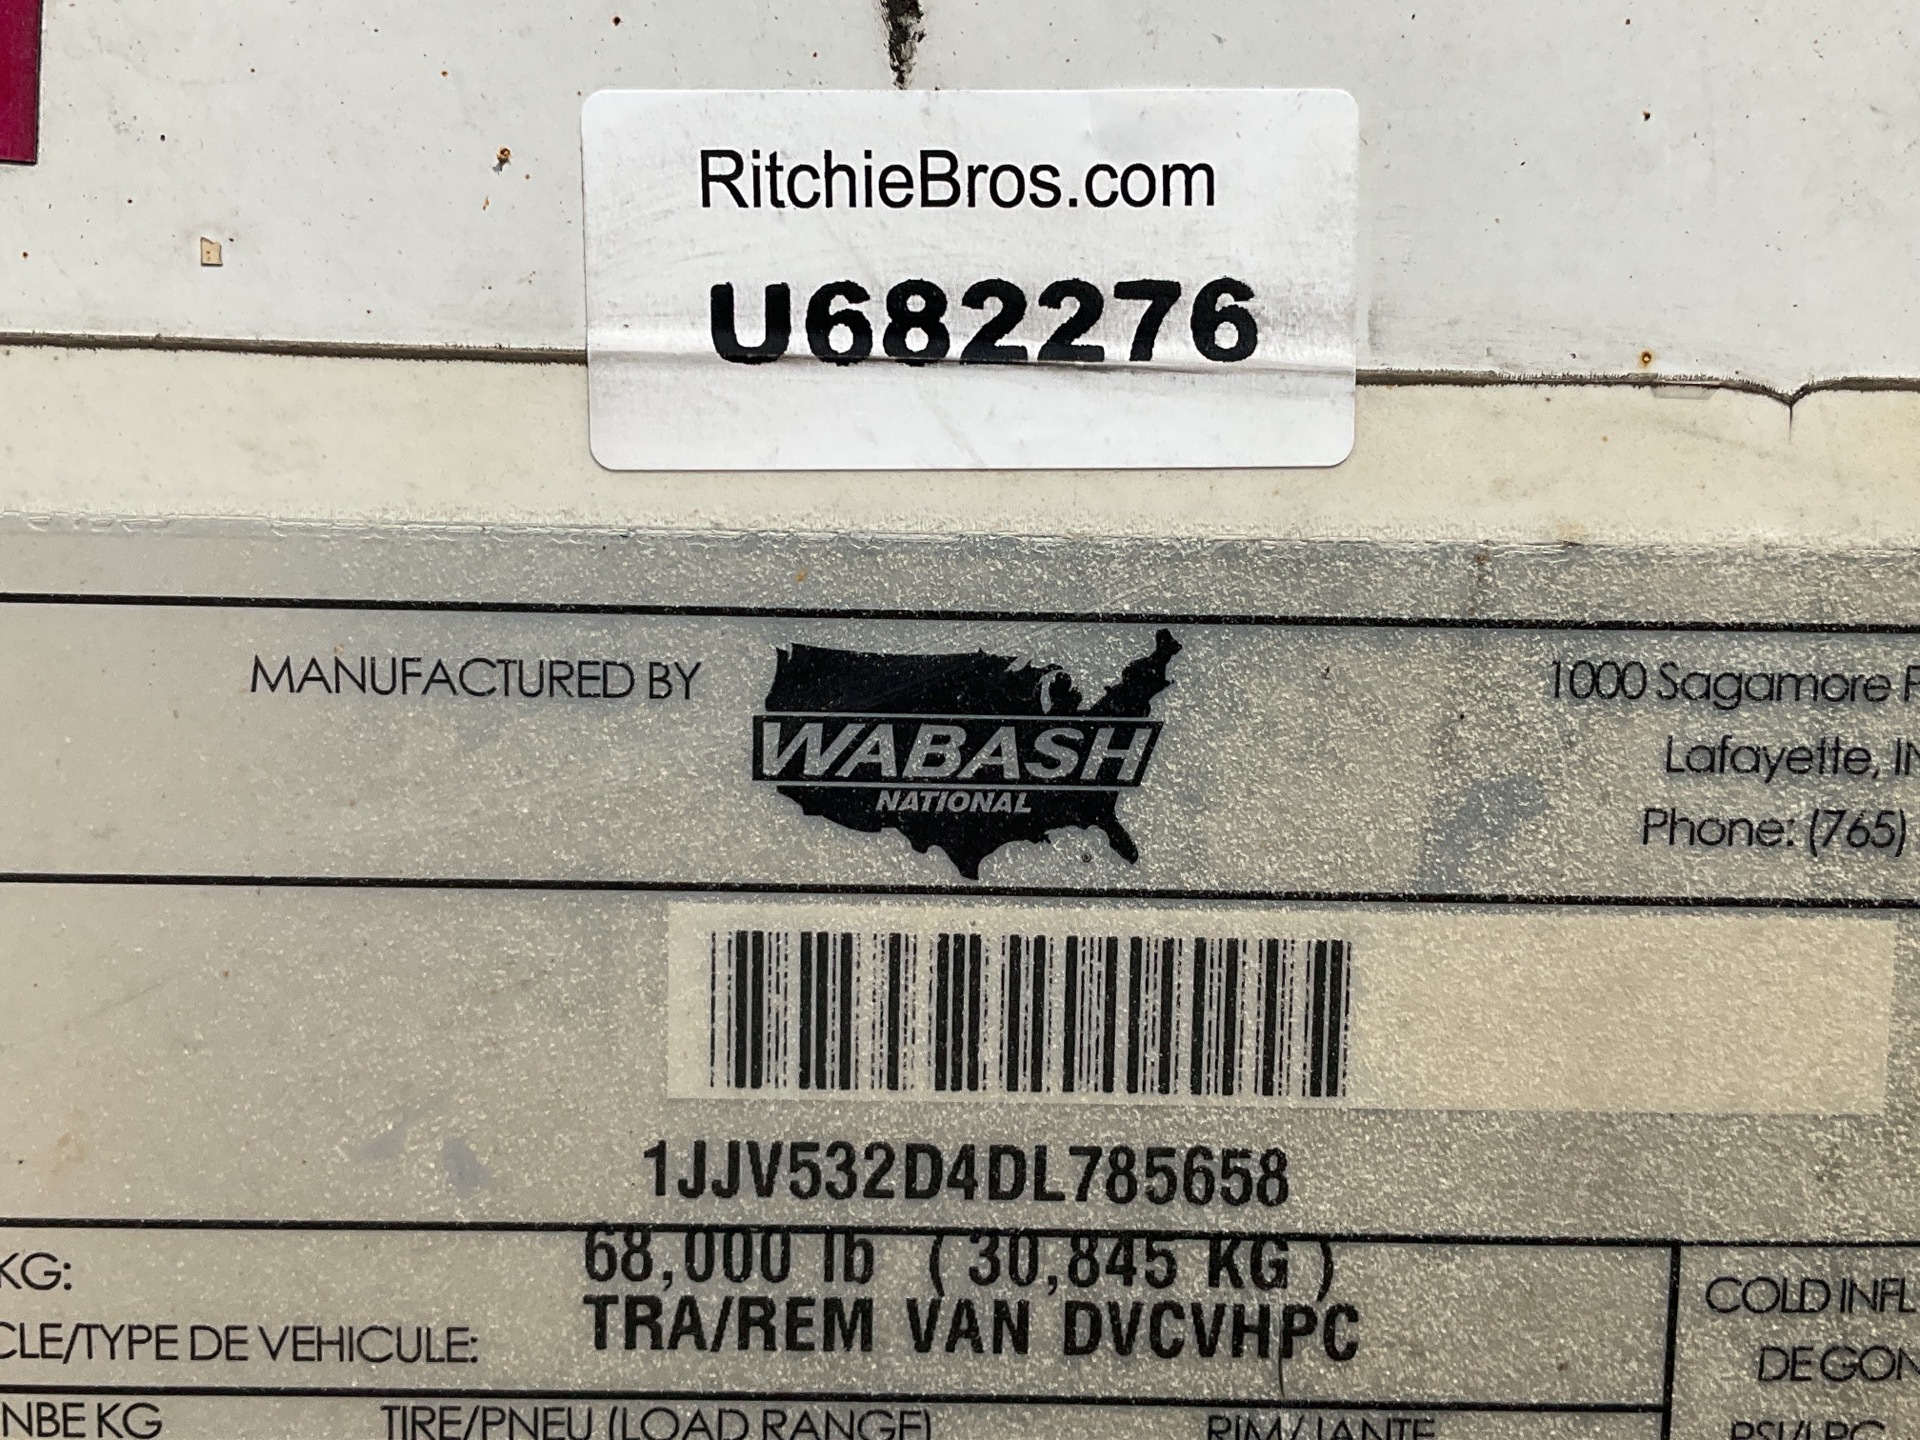 RitchieBros.com
U682276
MANUFACTURED BY
WABASH
NATIONAL
®
1000 Sagamore
Lafayette, IN
Phone: (765)
1JJV532D4DL785658
KG:
68,000 lb ( 30,845 KG )
CLE/TYPE DE VEHICULE:
TRA/REM VAN DVCVHPC
COLD INFL
DE GON
NBE KG
TIRE/PNEU (LOAD RANGE)
RIM/JANTE
PSI/LPC